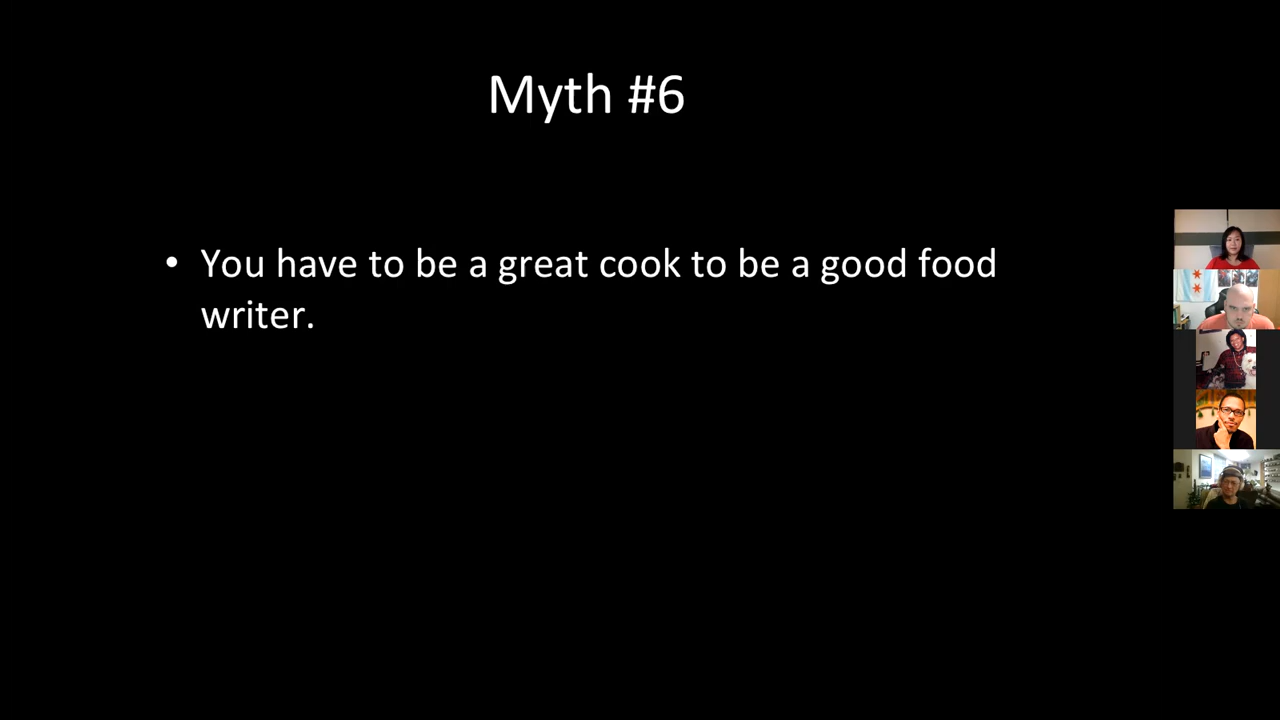 Myth #6
• You have to be a great cook to be a good food
writer.